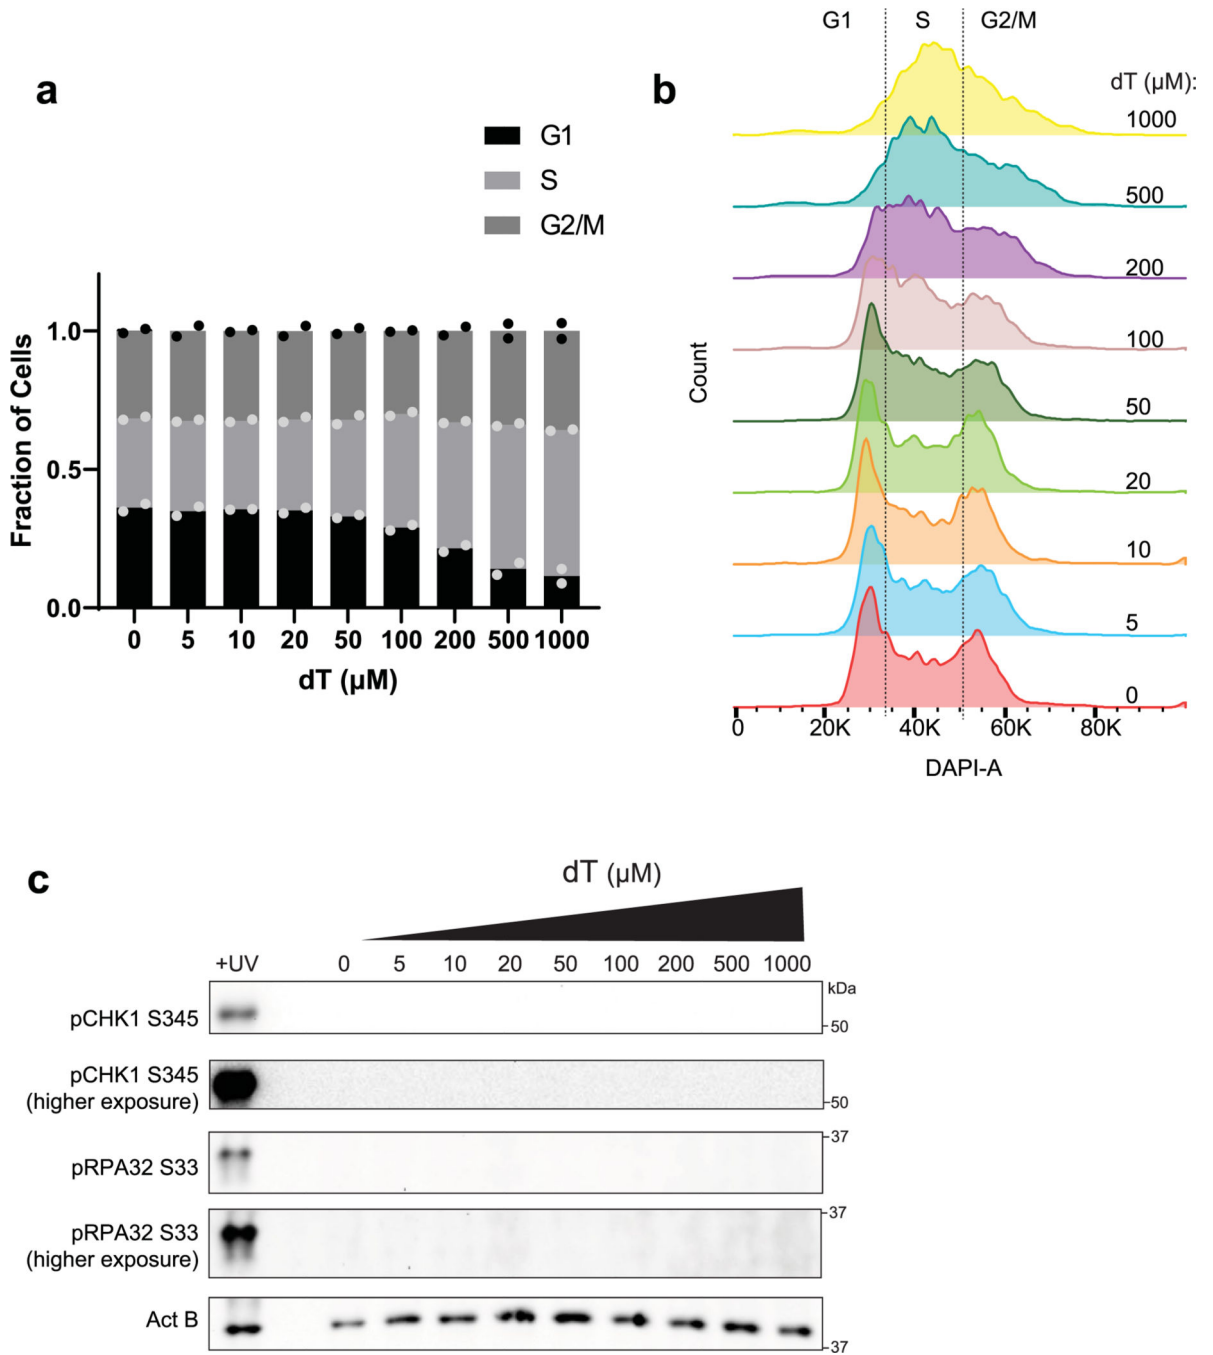 a
G1
S
G2/M
Fraction of Cells
1.0
0.5
0.0
0 5 10 20 50 100 200 500 1000
dT (µM)
b
G1 S G2/M
dT (µM):
1000
500
200
100
50
20
10
5
0
Count
0 20K 40K 60K 80K
DAPI-A
c
dT (µM)
+UV 0 5 10 20 50 100 200 500 1000
kDa
pCHK1 S345
50
pCHK1 S345
(higher exposure)
50
37
pRPA32 S33
37
pRPA32 S33
(higher exposure)
Act B
37